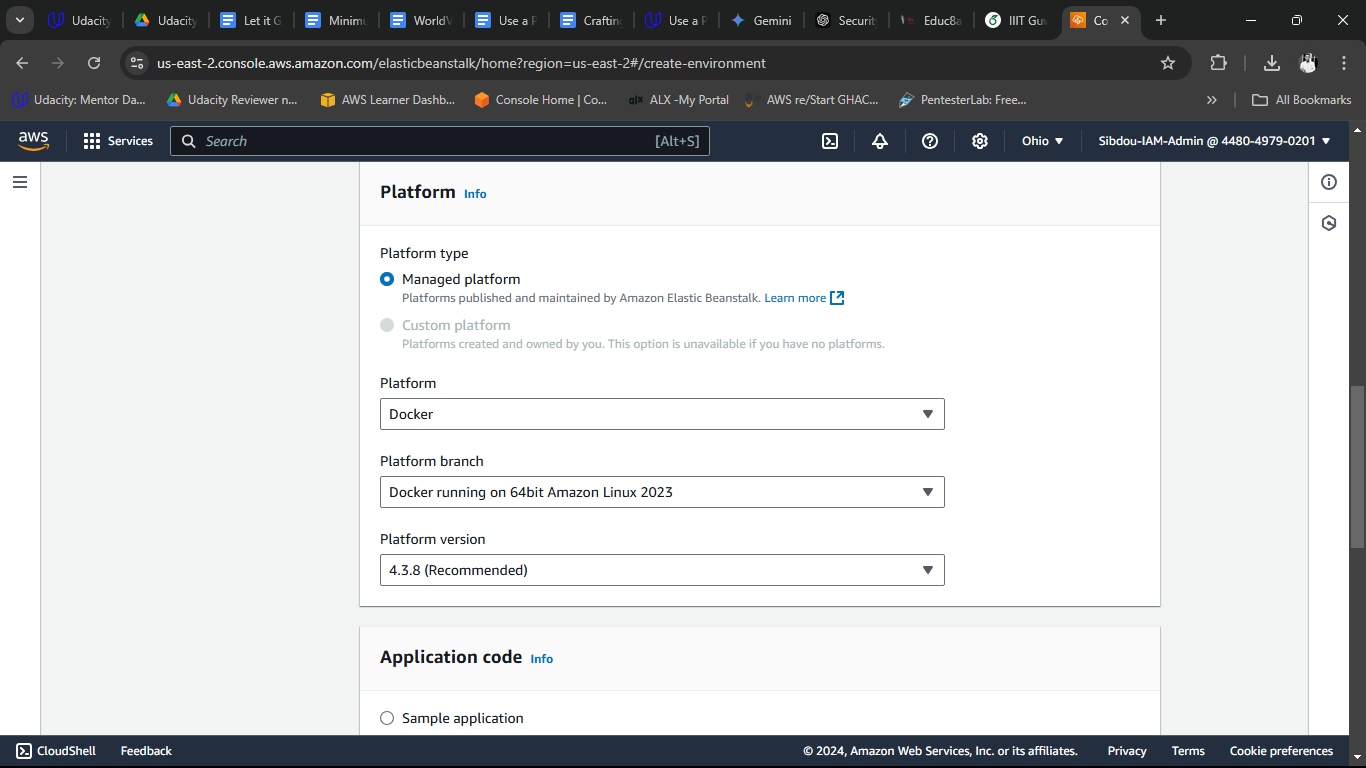 Udacity
Udacity
Let it G
Minimu
WorldV
Use a P
Crafting
Use a P
Gemini
Securit
Educ8a
IIIT Guv
Co
us-east-2.console.aws.amazon.com/elasticbeanstalk/home?region=us-east-2#/create-environment
Udacity: Mentor Da...
Udacity Reviewer n...
AWS Learner Dashb...
Console Home | Co...
alx
ALX -My Portal
AWS re/Start GHAC...
PentesterLab: Free...
»
All Bookmarks
aws
Services
Search
[Alt+S]
Ohio
Sibdou-IAM-Admin @ 4480-4979-0201
Platform Info
Platform type
Managed platform
Platforms published and maintained by Amazon Elastic Beanstalk. Learn more
Custom platform
Platforms created and owned by you. This option is unavailable if you have no platforms.
Platform
Docker
Platform branch
Docker running on 64bit Amazon Linux 2023
Platform version
4.3.8 (Recommended)
Application code Info
Sample application
CloudShell
Feedback
© 2024, Amazon Web Services, Inc. or its affiliates.
Privacy
Terms
Cookie preferences